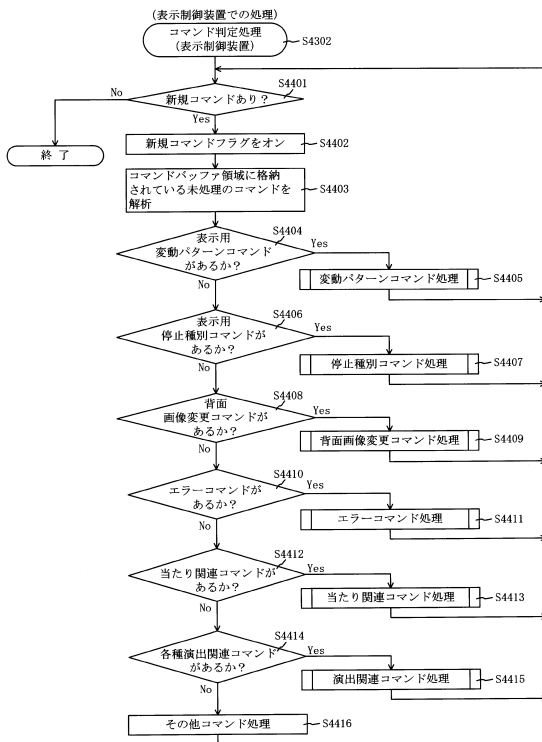 (表示制御装置での処理)
コマンド判定処理
(表示制御装置)
S4302
S4401
No
新規コマンドあり？
Yes
終 了
新規コマンドフラグをオン
S4402
コマンドバッファ領域に格納
されている未処理のコマンドを
解析
S4403
S4404
表示用
変動パターンコマンド
があるか？
Yes
変動パターンコマンド処理
S4405
No
S4406
表示用
停止種別コマンドが
あるか？
Yes
停止種別コマンド処理
S4407
No
S4408
背面
画像変更コマンドが
あるか？
Yes
背面画像変更コマンド処理
S4409
No
S4410
エラーコマンドが
あるか？
Yes
エラーコマンド処理
S4411
No
S4412
当たり関連コマンドが
あるか？
Yes
当たり関連コマンド処理
S4413
No
S4414
各種演出関連コマンド
があるか？
Yes
演出関連コマンド処理
S4415
No
その他コマンド処理
S4416